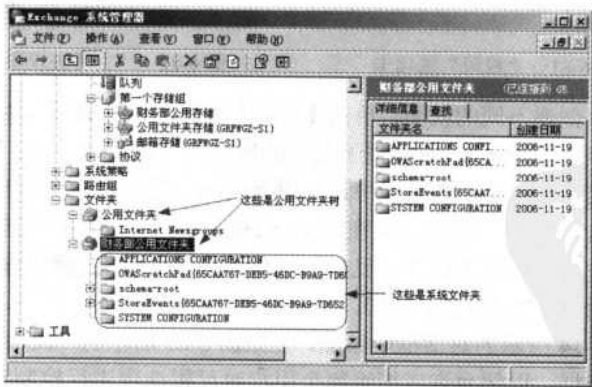 Exchange 系统管理器
文件(F) 操作(A) 查看(V) 窗口(W) 帮助(H)
队列
第一个存储组
财务部公用存储
公用文件夹存储(GRPWGZ-S1)
邮箱存储(GRPWGZ-S1)
协议
系统策略
路由组
文件夹
公用文件夹
Internet Newsgroups
财务部公用文件夹
APPLICATIONS CONFIGURATION
OWAScratchPad{65CAA767-DEB5-46DC-B9A9-7D65
schema-root
StoreEvents{65CAA767-DEB5-46DC-B9A9-7D652
SYSTEM CONFIGURATION
工具
这些是公用文件夹树
这些是系统文件夹
财务部公用文件夹
详细信息 查找
文件夹名 创建日期
APPLICATIONS CONFI... 2006-11-19
OWAScratchPad{65CA... 2006-11-19
schema-root 2006-11-19
StoreEvents{65CAA7... 2006-11-19
SYSTEM CONFIGURATION 2006-11-19